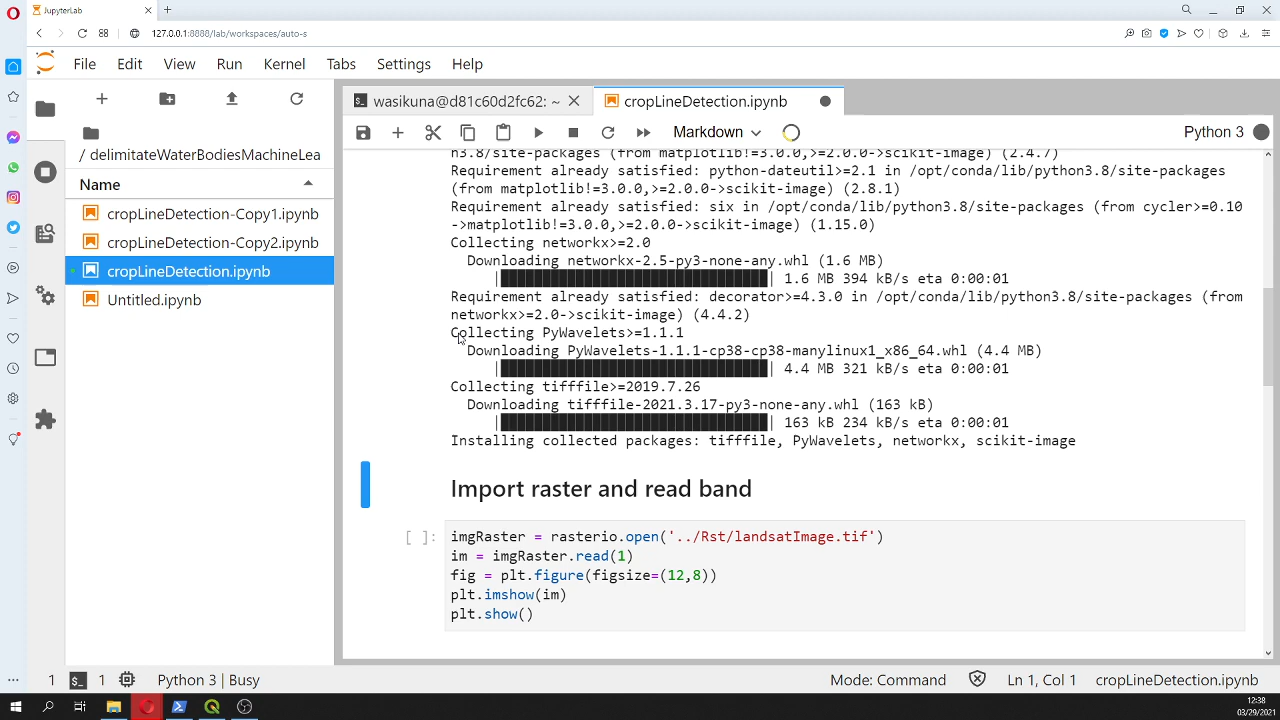 JupyterLab
127.0.0.1:8888/lab/workspaces/auto-s
File Edit View Run Kernel Tabs Settings Help
wasikuna@d81c60d2fc62: ~
cropLineDetection.ipynb
Markdown
Python 3
/ delimitateWaterBodiesMachineLea
Name
cropLineDetection-Copy1.ipynb
cropLineDetection-Copy2.ipynb
cropLineDetection.ipynb
Untitled.ipynb
n3.8/site-packages (from matplotlib!=3.0.0,>=2.0.0->scikit-image) (2.4.7)
Requirement already satisfied: python-dateutil>=2.1 in /opt/conda/lib/python3.8/site-packages
(from matplotlib!=3.0.0,>=2.0.0->scikit-image) (2.8.1)
Requirement already satisfied: six in /opt/conda/lib/python3.8/site-packages (from cycler>=0.10
->matplotlib!=3.0.0,>=2.0.0->scikit-image) (1.15.0)
Collecting networkx>=2.0
Downloading networkx-2.5-py3-none-any.whl (1.6 MB)
|████████████████████████████████| 1.6 MB 394 kB/s eta 0:00:01
Requirement already satisfied: decorator>=4.3.0 in /opt/conda/lib/python3.8/site-packages (from
networkx>=2.0->scikit-image) (4.4.2)
Collecting PyWavelets>=1.1.1
Downloading PyWavelets-1.1.1-cp38-cp38-manylinux1_x86_64.whl (4.4 MB)
|████████████████████████████████| 4.4 MB 321 kB/s eta 0:00:01
Collecting tifffile>=2019.7.26
Downloading tifffile-2021.3.17-py3-none-any.whl (163 kB)
|████████████████████████████████| 163 kB 234 kB/s eta 0:00:01
Installing collected packages: tifffile, PyWavelets, networkx, scikit-image
Import raster and read band
[ ]:
imgRaster = rasterio.open('../Rst/landsatImage.tif')
im = imgRaster.read(1)
fig = plt.figure(figsize=(12,8))
plt.imshow(im)
plt.show()
1 $_ 1 Python 3 | Busy
Mode: Command
Ln 1, Col 1
cropLineDetection.ipynb
12:38
03/29/2021